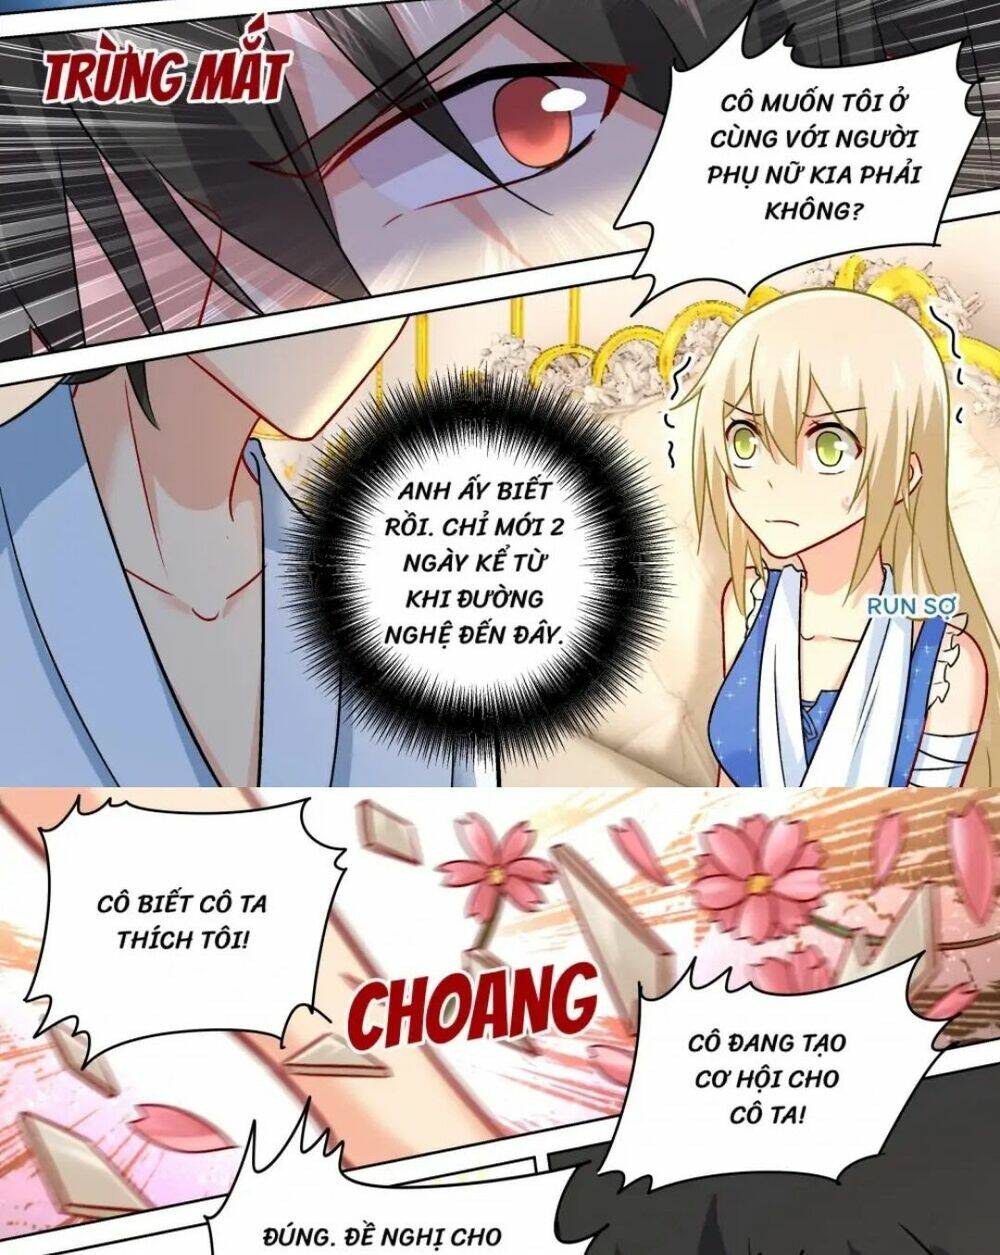 TRỪNG MẮT
CÔ MUỐN TÔI Ở
CÙNG VỚI NGƯỜI
PHỤ NỮ KIA PHẢI
KHÔNG?
ANH ẤY BIẾT
RỒI. CHỈ MỚI 2
NGÀY KỂ TỪ
KHI ĐƯỜNG
NGHỆ ĐẾN ĐÂY.
RUN SỢ
CÔ BIẾT CÔ TA
THÍCH TÔI!
CHOANG
CÔ ĐANG TẠO
CƠ HỘI CHO
CÔ TA!
ĐÚNG. ĐỀ NGHỊ CHO